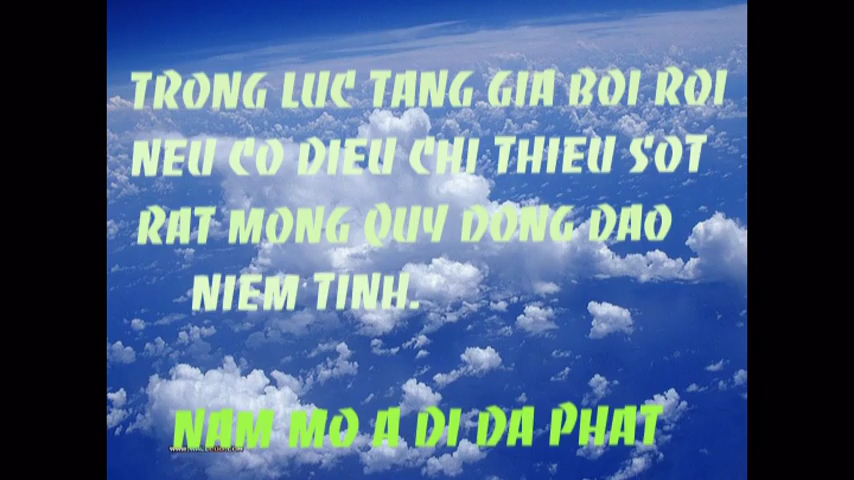 TRONG LUC TANG GIA BOI ROI
NEU CO DIEU CHI THIEU SOT
RAT MONG QUY DONG DAO
NIEM TINH.
NAM MO A DI DA PHAT